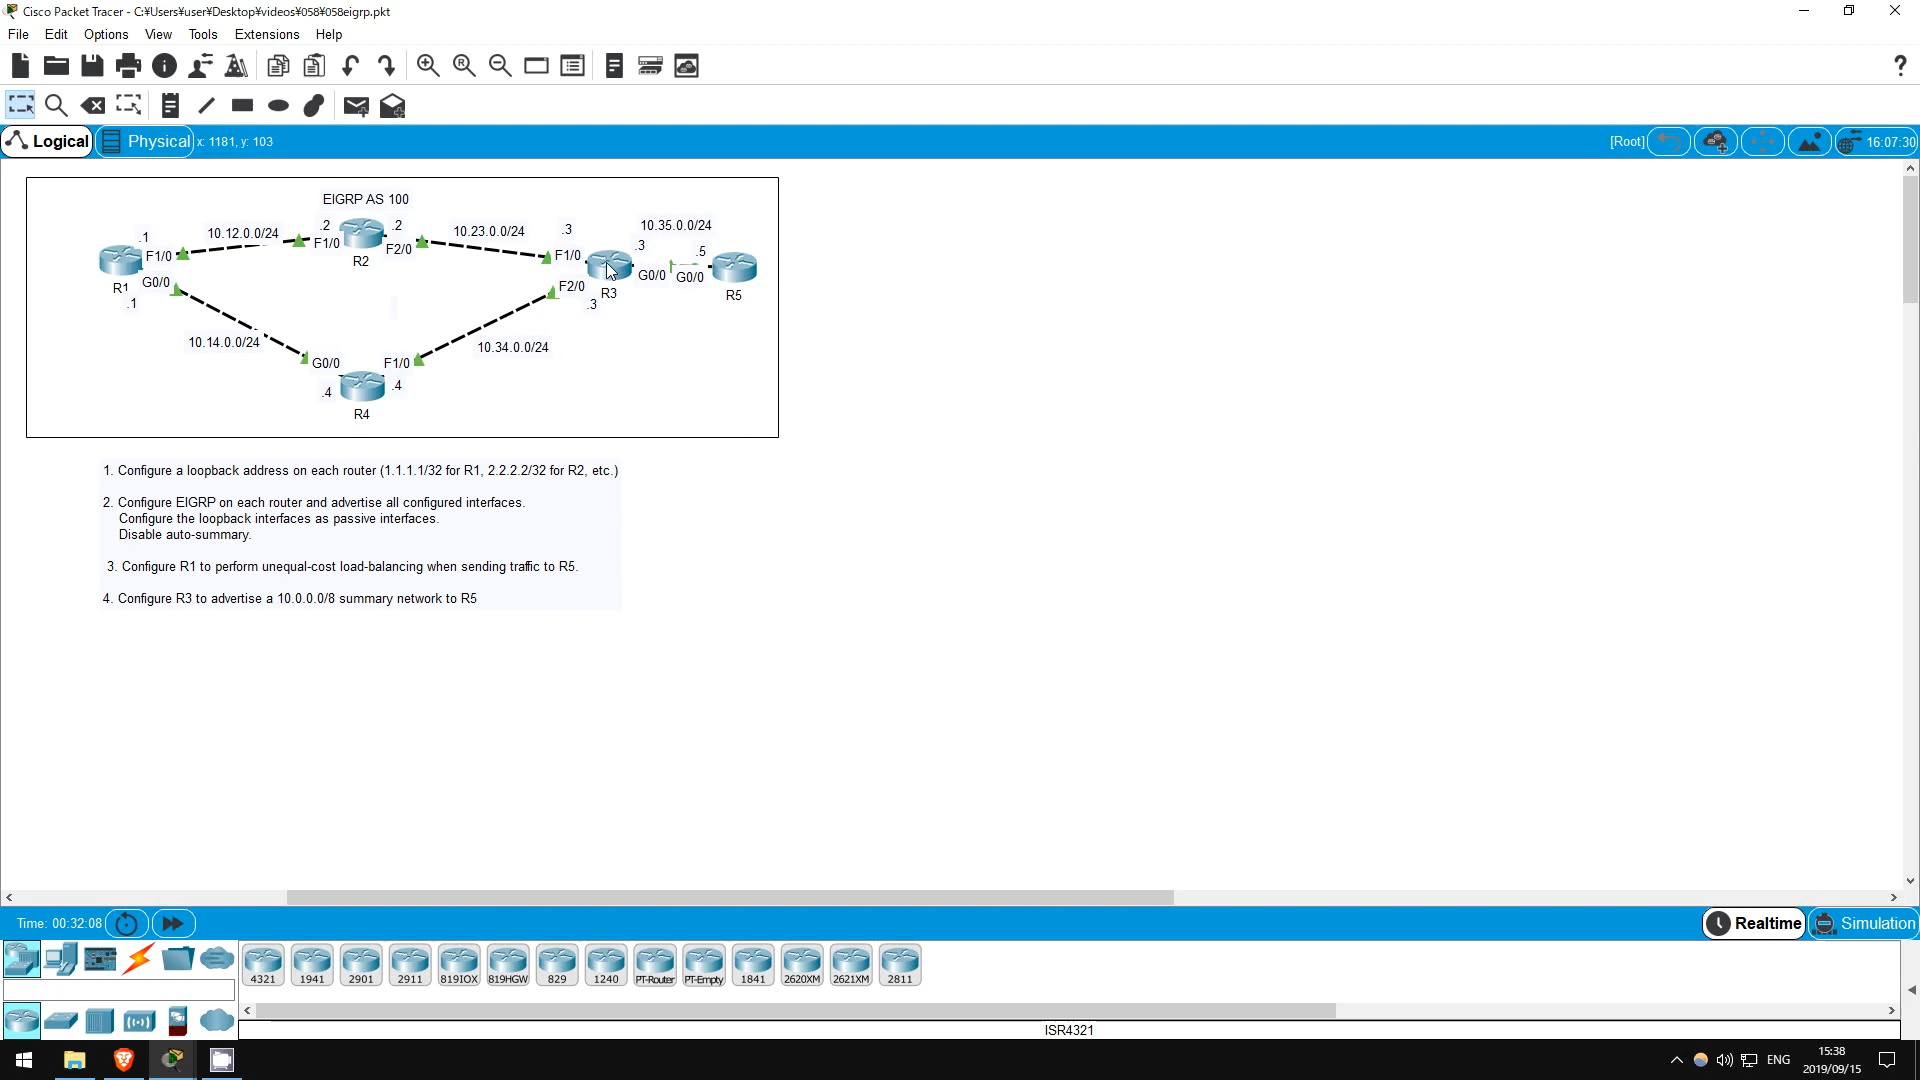 Cisco Packet Tracer - C:¥Users¥user¥Desktop¥videos¥058¥058eigrp.pkt
File Edit Options View Tools Extensions Help
Logical Physical x: 1181, y: 103 [Root] 16:07:30
EIGRP AS 100
.1 10.12.0.0/24 .2 .2 10.23.0.0/24 .3 10.35.0.0/24
F1/0 F1/0 F2/0 F1/0 .3 .5
R1 G0/0 R2 F2/0 R3 G0/0 G0/0 R5
.1 .3
10.14.0.0/24 10.34.0.0/24
G0/0 F1/0
.4 .4
R4
1. Configure a loopback address on each router (1.1.1.1/32 for R1, 2.2.2.2/32 for R2, etc.)
2. Configure EIGRP on each router and advertise all configured interfaces.
Configure the loopback interfaces as passive interfaces.
Disable auto-summary.
3. Configure R1 to perform unequal-cost load-balancing when sending traffic to R5.
4. Configure R3 to advertise a 10.0.0.0/8 summary network to R5
Time: 00:32:08 Realtime Simulation
4321 1941 2901 2911 819IOX 819HGW 829 1240 PT-Router PT-Empty 1841 2620XM 2621XM 2811
ISR4321
ENG 15:38
2019/09/15